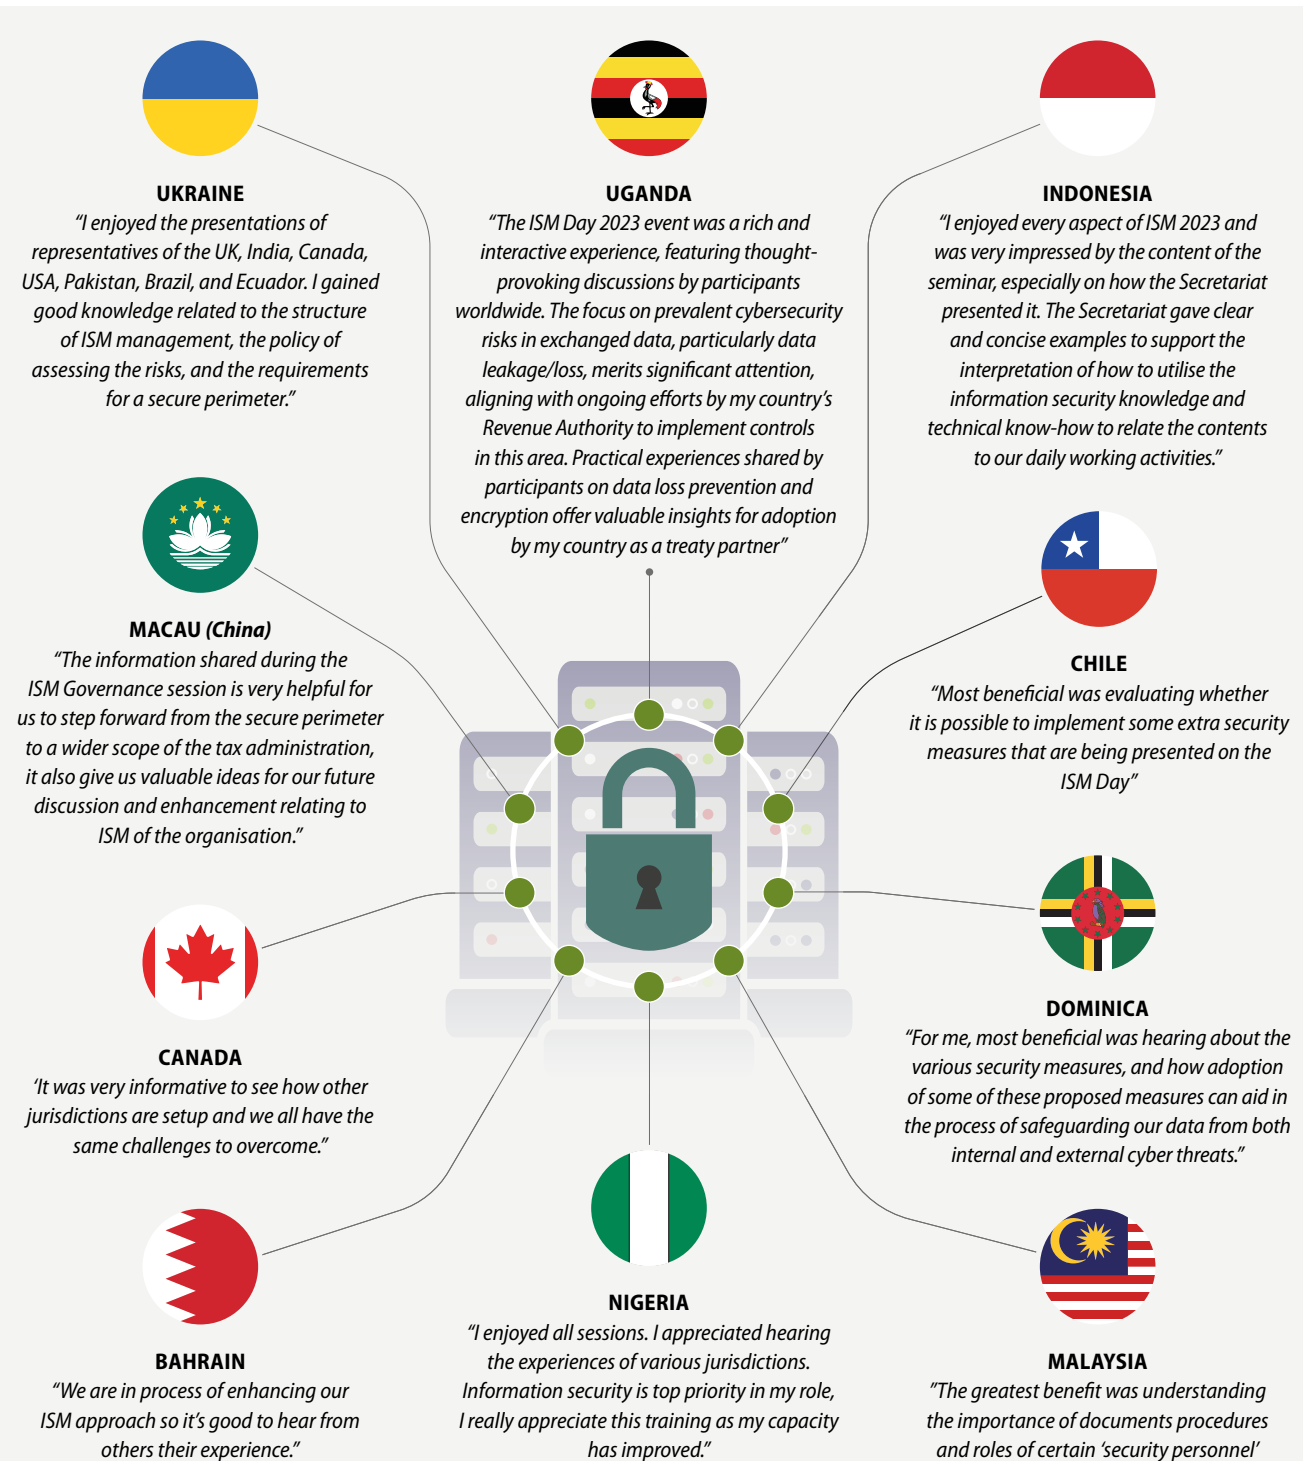 UKRAINE
“I enjoyed the presentations of
representatives of the UK, India, Canada,
USA, Pakistan, Brazil, and Ecuador. I gained
good knowledge related to the structure
of ISM management, the policy of
assessing the risks, and the requirements
for a secure perimeter.”
UGANDA
“The ISM Day 2023 event was a rich and
interactive experience, featuring thought-
provoking discussions by participants
worldwide. The focus on prevalent cybersecurity
risks in exchanged data, particularly data
leakage/loss, merits significant attention,
aligning with ongoing efforts by my country’s
Revenue Authority to implement controls
in this area. Practical experiences shared by
participants on data loss prevention and
encryption offer valuable insights for adoption
by my country as a treaty partner”
INDONESIA
“I enjoyed every aspect of ISM 2023 and
was very impressed by the content of the
seminar, especially on how the Secretariat
presented it. The Secretariat gave clear
and concise examples to support the
interpretation of how to utilise the
information security knowledge and
technical know-how to relate the contents
to our daily working activities.”
MACAU (China)
“The information shared during the
ISM Governance session is very helpful for
us to step forward from the secure perimeter
to a wider scope of the tax administration,
it also give us valuable ideas for our future
discussion and enhancement relating to
ISM of the organisation.”
CHILE
“Most beneficial was evaluating whether
it is possible to implement some extra security
measures that are being presented on the
ISM Day”
CANADA
‘It was very informative to see how other
jurisdictions are setup and we all have the
same challenges to overcome.”
DOMINICA
“For me, most beneficial was hearing about the
various security measures, and how adoption
of some of these proposed measures can aid in
the process of safeguarding our data from both
internal and external cyber threats.”
BAHRAIN
“We are in process of enhancing our
ISM approach so it’s good to hear from
others their experience.”
NIGERIA
“I enjoyed all sessions. I appreciated hearing
the experiences of various jurisdictions.
Information security is top priority in my role,
I really appreciate this training as my capacity
has improved.”
MALAYSIA
”The greatest benefit was understanding
the importance of documents procedures
and roles of certain ‘security personnel’